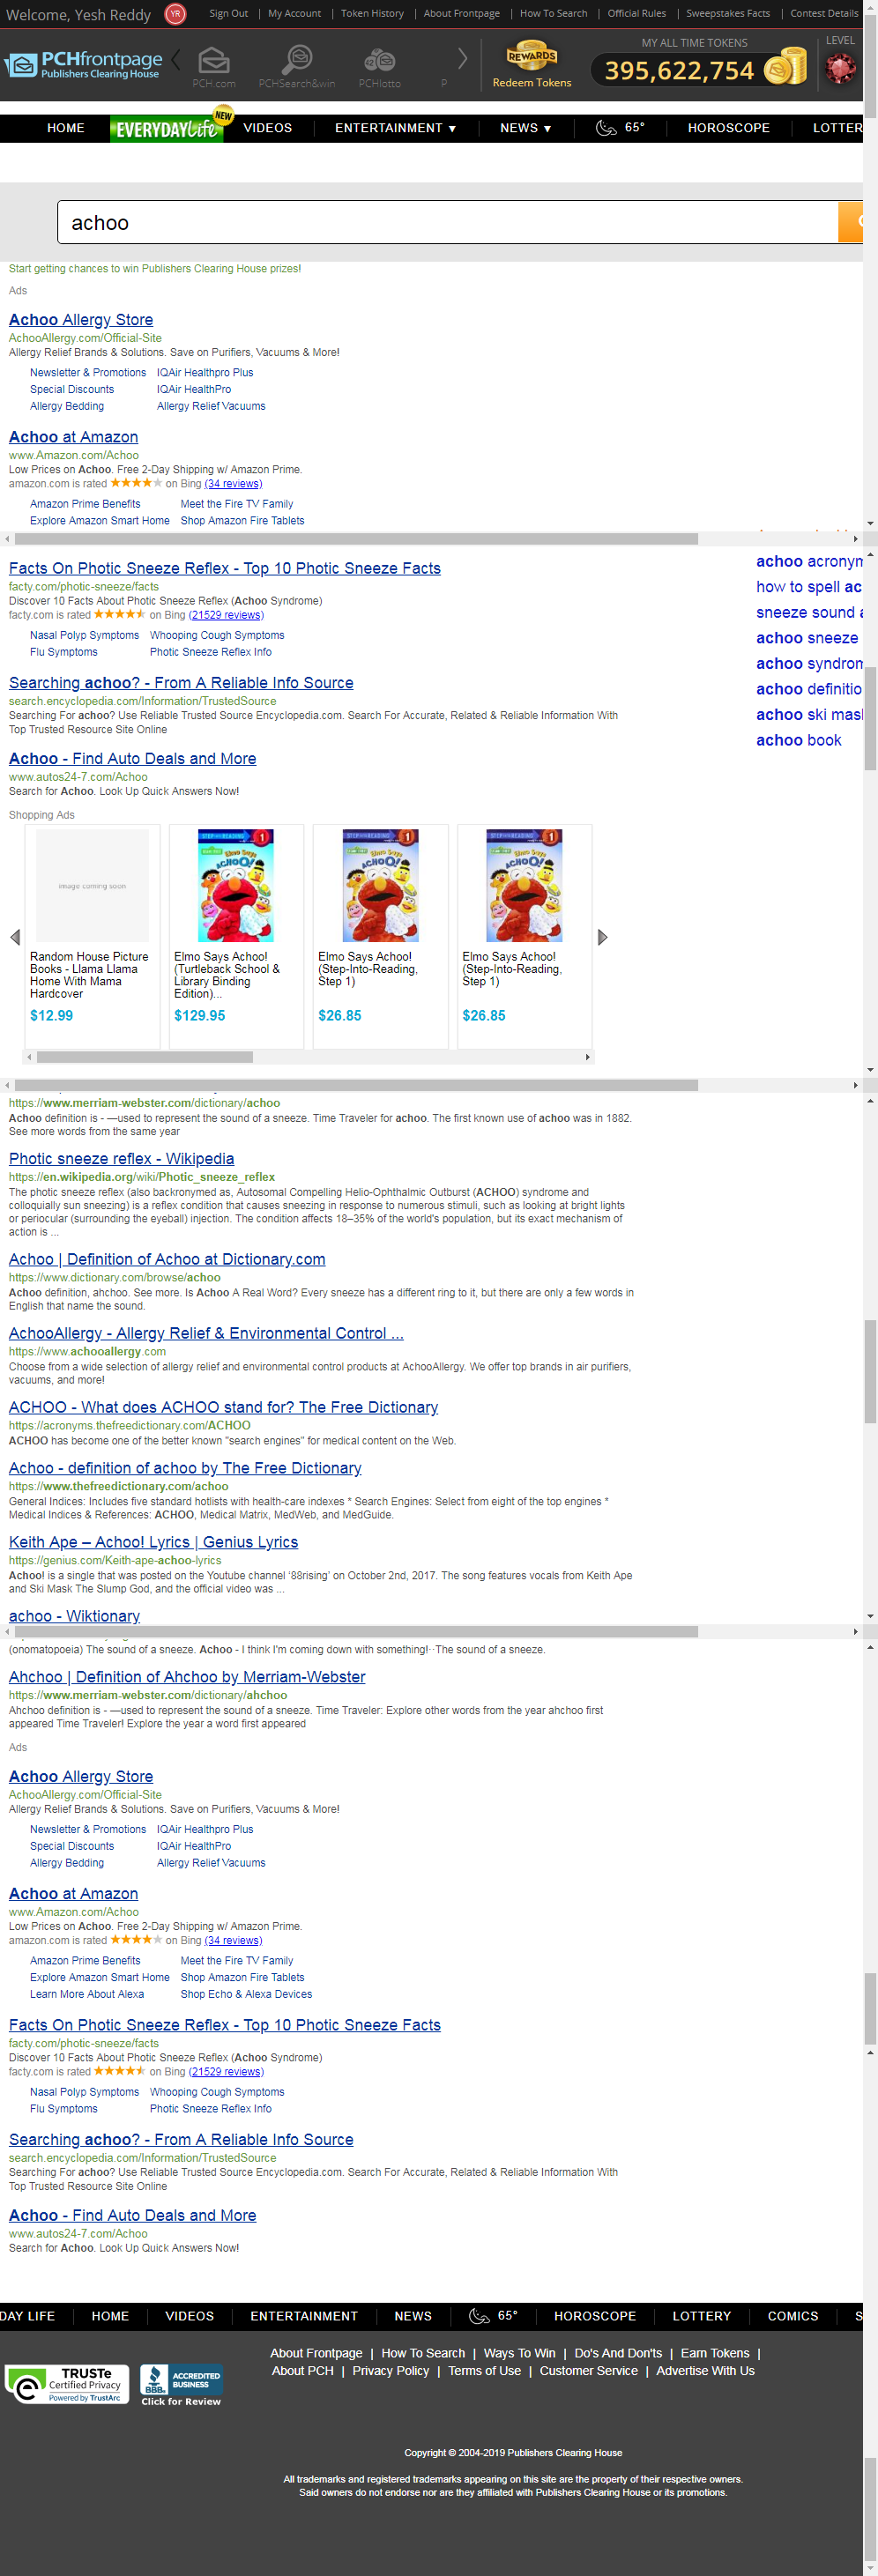 Welcome, Yesh Reddy YR Sign Out | My Account | Token History | About Frontpage | How To Search | Official Rules | Sweepstakes Facts | Contest Details
PCHfrontpage
Publishers Clearing House
PCH.com PCHSearch&win PCHlotto P
REWARDS
Redeem Tokens
MY ALL TIME TOKENS
395,622,754
LEVEL
HOME EVERYDAY life NEW VIDEOS ENTERTAINMENT ▼ NEWS ▼ 65° HOROSCOPE LOTTER
achoo
Start getting chances to win Publishers Clearing House prizes!
Ads
Achoo Allergy Store
AchooAllergy.com/Official-Site
Allergy Relief Brands & Solutions. Save on Purifiers, Vacuums & More!
Newsletter & Promotions IQAir Healthpro Plus
Special Discounts IQAir HealthPro
Allergy Bedding Allergy Relief Vacuums
Achoo at Amazon
www.Amazon.com/Achoo
Low Prices on Achoo. Free 2-Day Shipping w/ Amazon Prime.
amazon.com is rated ★★★★★ on Bing (34 reviews)
Amazon Prime Benefits Meet the Fire TV Family
Explore Amazon Smart Home Shop Amazon Fire Tablets
Facts On Photic Sneeze Reflex - Top 10 Photic Sneeze Facts
facty.com/photic-sneeze/facts
Discover 10 Facts About Photic Sneeze Reflex (Achoo Syndrome)
facty.com is rated ★★★★★ on Bing (21529 reviews)
Nasal Polyp Symptoms Whooping Cough Symptoms
Flu Symptoms Photic Sneeze Reflex Info
achoo acronym
how to spell ac
sneeze sound a
achoo sneeze
achoo syndrom
achoo definitio
achoo ski mas
achoo book
Searching achoo? - From A Reliable Info Source
search.encyclopedia.com/Information/TrustedSource
Searching For achoo? Use Reliable Trusted Source Encyclopedia.com. Search For Accurate, Related & Reliable Information With
Top Trusted Resource Site Online
Achoo - Find Auto Deals and More
www.autos24-7.com/Achoo
Search for Achoo. Look Up Quick Answers Now!
Shopping Ads
image coming soon
Random House Picture
Books - Llama Llama
Home With Mama
Hardcover
$12.99
STEP INTO READING 1
Elmo Says
ACHOO!
Elmo Says Achoo!
(Turtleback School &
Library Binding
Edition)...
$129.95
STEP INTO READING 1
Elmo Says
ACHOO!
Elmo Says Achoo!
(Step-Into-Reading,
Step 1)
$26.85
STEP INTO READING 1
Elmo Says
ACHOO!
Elmo Says Achoo!
(Step-Into-Reading,
Step 1)
$26.85
https://www.merriam-webster.com/dictionary/achoo
Achoo definition is - —used to represent the sound of a sneeze. Time Traveler for achoo. The first known use of achoo was in 1882.
See more words from the same year
Photic sneeze reflex - Wikipedia
https://en.wikipedia.org/wiki/Photic_sneeze_reflex
The photic sneeze reflex (also backronymed as, Autosomal Compelling Helio-Ophthalmic Outburst (ACHOO) syndrome and
colloquially sun sneezing) is a reflex condition that causes sneezing in response to numerous stimuli, such as looking at bright lights
or periocular (surrounding the eyeball) injection. The condition affects 18–35% of the world's population, but its exact mechanism of
action is ...
Achoo | Definition of Achoo at Dictionary.com
https://www.dictionary.com/browse/achoo
Achoo definition, ahchoo. See more. Is Achoo A Real Word? Every sneeze has a different ring to it, but there are only a few words in
English that name the sound.
AchooAllergy - Allergy Relief & Environmental Control ...
https://www.achooallergy.com
Choose from a wide selection of allergy relief and environmental control products at AchooAllergy. We offer top brands in air purifiers,
vacuums, and more!
ACHOO - What does ACHOO stand for? The Free Dictionary
https://acronyms.thefreedictionary.com/ACHOO
ACHOO has become one of the better known "search engines" for medical content on the Web.
Achoo - definition of achoo by The Free Dictionary
https://www.thefreedictionary.com/achoo
General Indices: Includes five standard hotlists with health-care indexes * Search Engines: Select from eight of the top engines *
Medical Indices & References: ACHOO, Medical Matrix, MedWeb, and MedGuide.
Keith Ape – Achoo! Lyrics | Genius Lyrics
https://genius.com/Keith-ape-achoo-lyrics
Achoo! is a single that was posted on the Youtube channel ‘88rising’ on October 2nd, 2017. The song features vocals from Keith Ape
and Ski Mask The Slump God, and the official video was ...
achoo - Wiktionary
(onomatopoeia) The sound of a sneeze. Achoo - I think I'm coming down with something!··The sound of a sneeze.
Ahchoo | Definition of Ahchoo by Merriam-Webster
https://www.merriam-webster.com/dictionary/ahchoo
Ahchoo definition is - —used to represent the sound of a sneeze. Time Traveler: Explore other words from the year ahchoo first
appeared Time Traveler! Explore the year a word first appeared
Ads
Achoo Allergy Store
AchooAllergy.com/Official-Site
Allergy Relief Brands & Solutions. Save on Purifiers, Vacuums & More!
Newsletter & Promotions IQAir Healthpro Plus
Special Discounts IQAir HealthPro
Allergy Bedding Allergy Relief Vacuums
Achoo at Amazon
www.Amazon.com/Achoo
Low Prices on Achoo. Free 2-Day Shipping w/ Amazon Prime.
amazon.com is rated ★★★★★ on Bing (34 reviews)
Amazon Prime Benefits Meet the Fire TV Family
Explore Amazon Smart Home Shop Amazon Fire Tablets
Learn More About Alexa Shop Echo & Alexa Devices
Facts On Photic Sneeze Reflex - Top 10 Photic Sneeze Facts
facty.com/photic-sneeze/facts
Discover 10 Facts About Photic Sneeze Reflex (Achoo Syndrome)
facty.com is rated ★★★★★ on Bing (21529 reviews)
Nasal Polyp Symptoms Whooping Cough Symptoms
Flu Symptoms Photic Sneeze Reflex Info
Searching achoo? - From A Reliable Info Source
search.encyclopedia.com/Information/TrustedSource
Searching For achoo? Use Reliable Trusted Source Encyclopedia.com. Search For Accurate, Related & Reliable Information With
Top Trusted Resource Site Online
Achoo - Find Auto Deals and More
www.autos24-7.com/Achoo
Search for Achoo. Look Up Quick Answers Now!
DAY LIFE HOME VIDEOS ENTERTAINMENT NEWS 65° HOROSCOPE LOTTERY COMICS S
About Frontpage | How To Search | Ways To Win | Do's And Don'ts | Earn Tokens |
About PCH | Privacy Policy | Terms of Use | Customer Service | Advertise With Us
TRUSTe
Certified Privacy
Powered by TrustArc
BBB
ACCREDITED
BUSINESS
Click for Review
Copyright © 2004-2019 Publishers Clearing House
All trademarks and registered trademarks appearing on this site are the property of their respective owners.
Said owners do not endorse nor are they affiliated with Publishers Clearing House or its promotions.